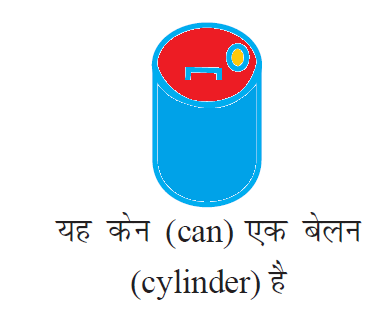 यह केन (can) एक बेलन
(cylinder) है